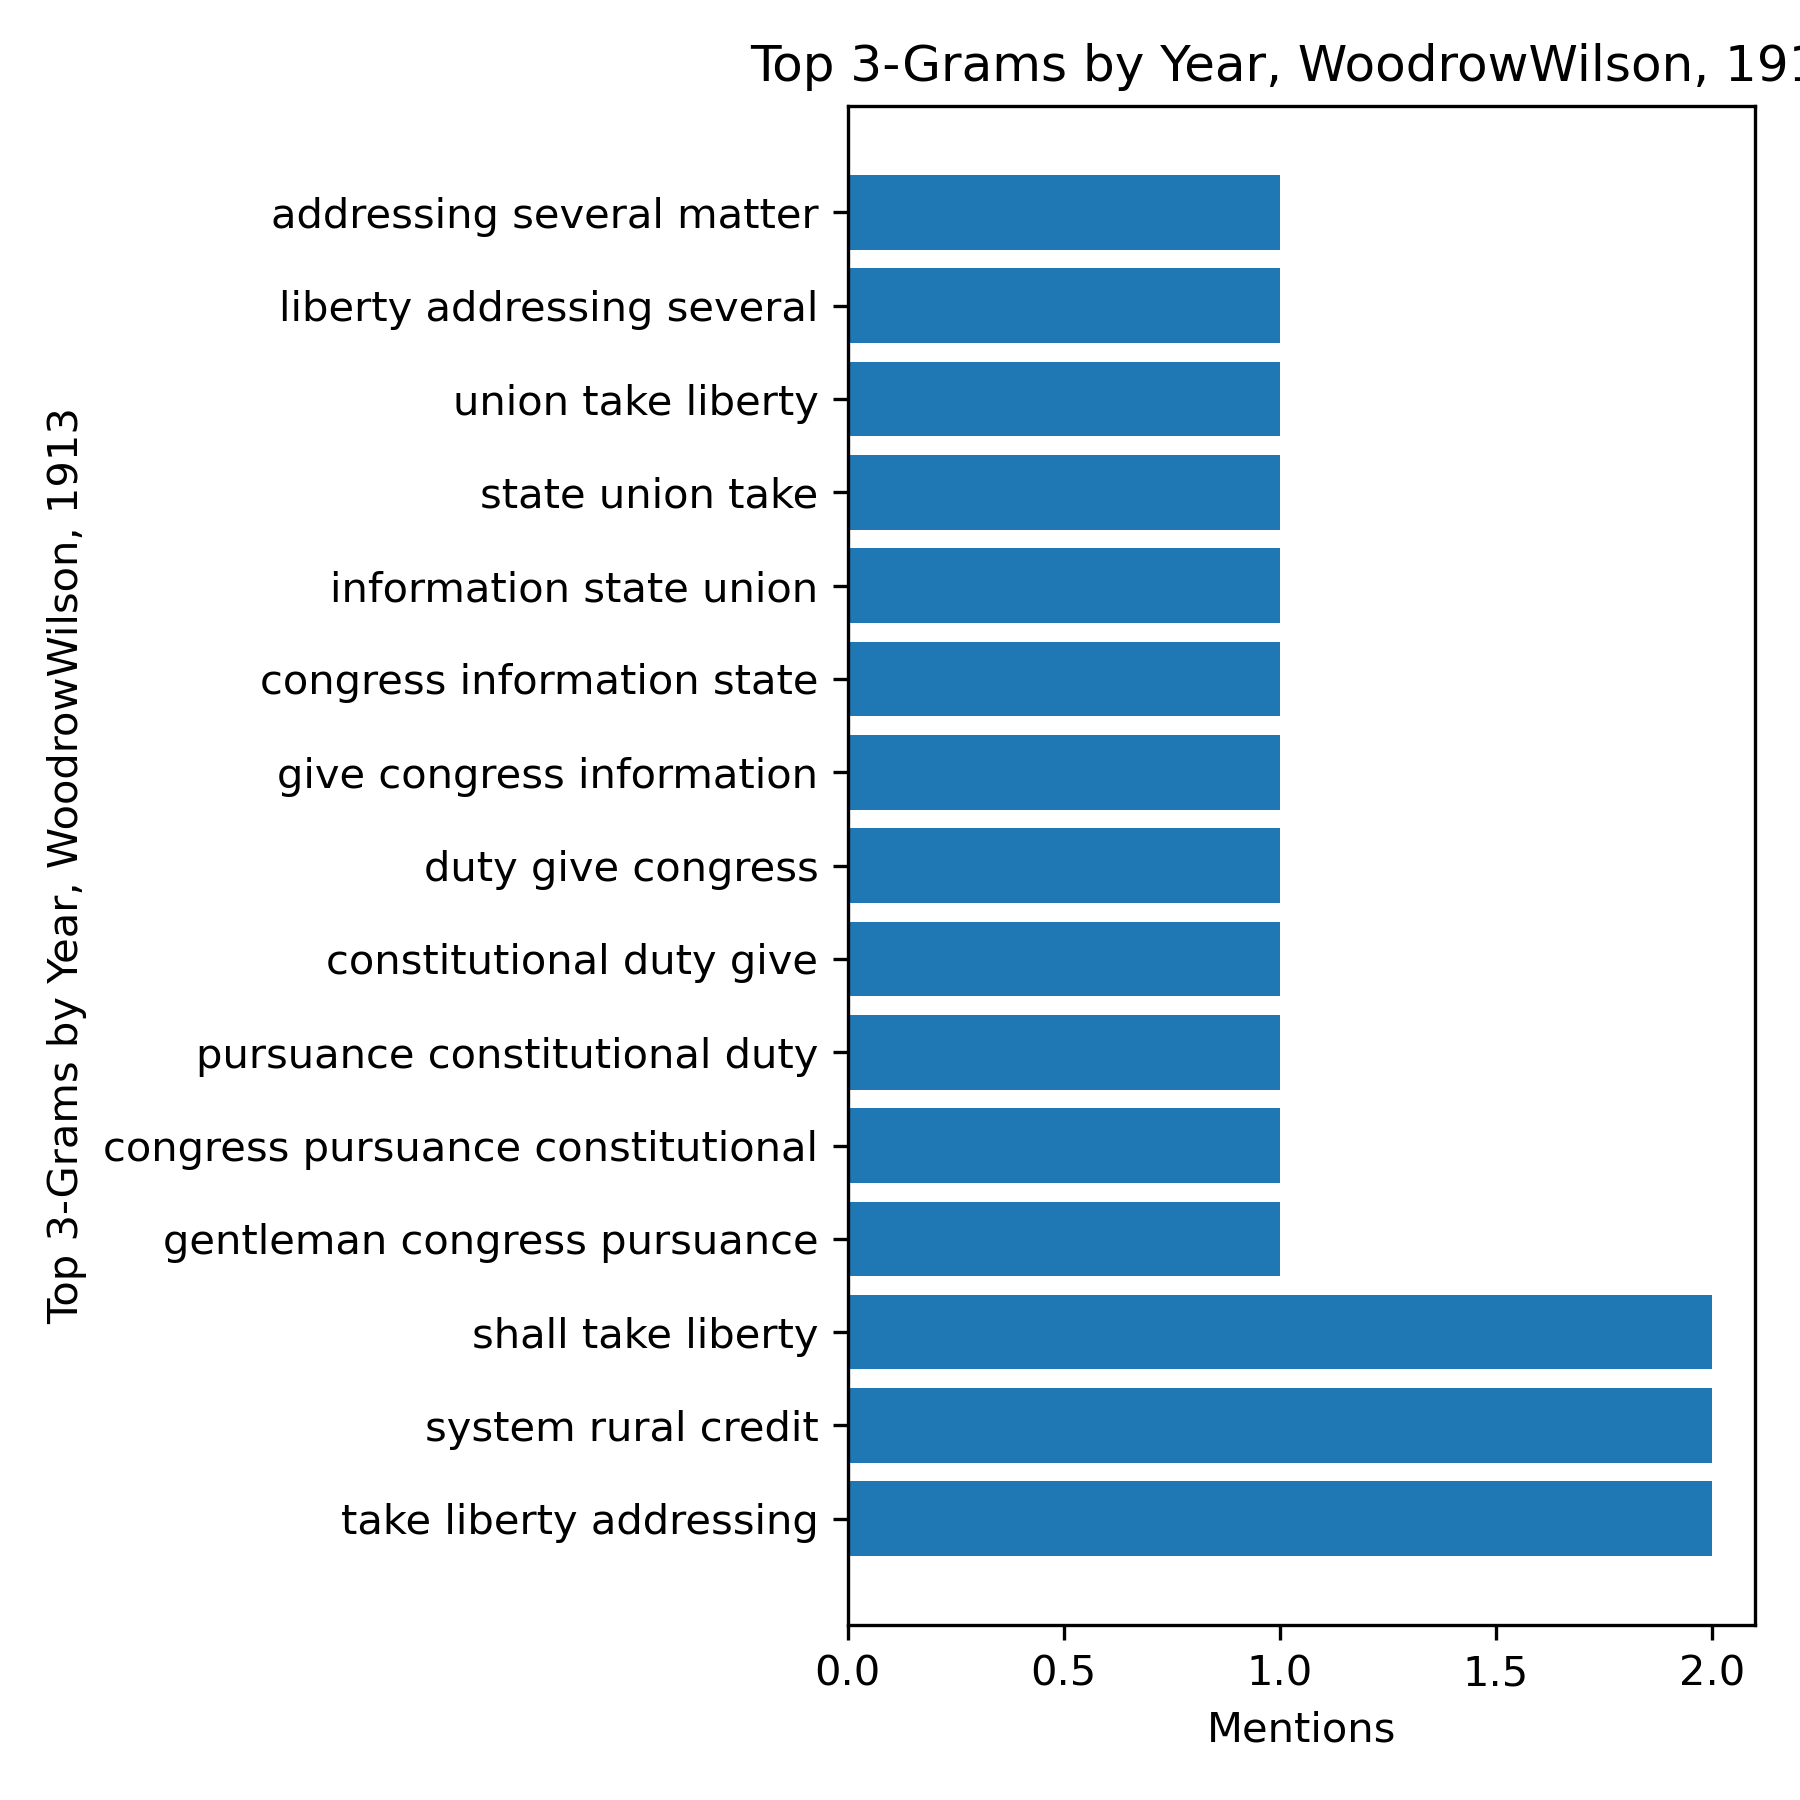 Top 3-Grams by Year, WoodrowWilson, 191
Top 3-Grams by Year, WoodrowWilson, 1913
addressing several matter
liberty addressing several
union take liberty
state union take
information state union
congress information state
give congress information
duty give congress
constitutional duty give
pursuance constitutional duty
congress pursuance constitutional
gentleman congress pursuance
shall take liberty
system rural credit
take liberty addressing
0.0 0.5 1.0 1.5 2.0
Mentions